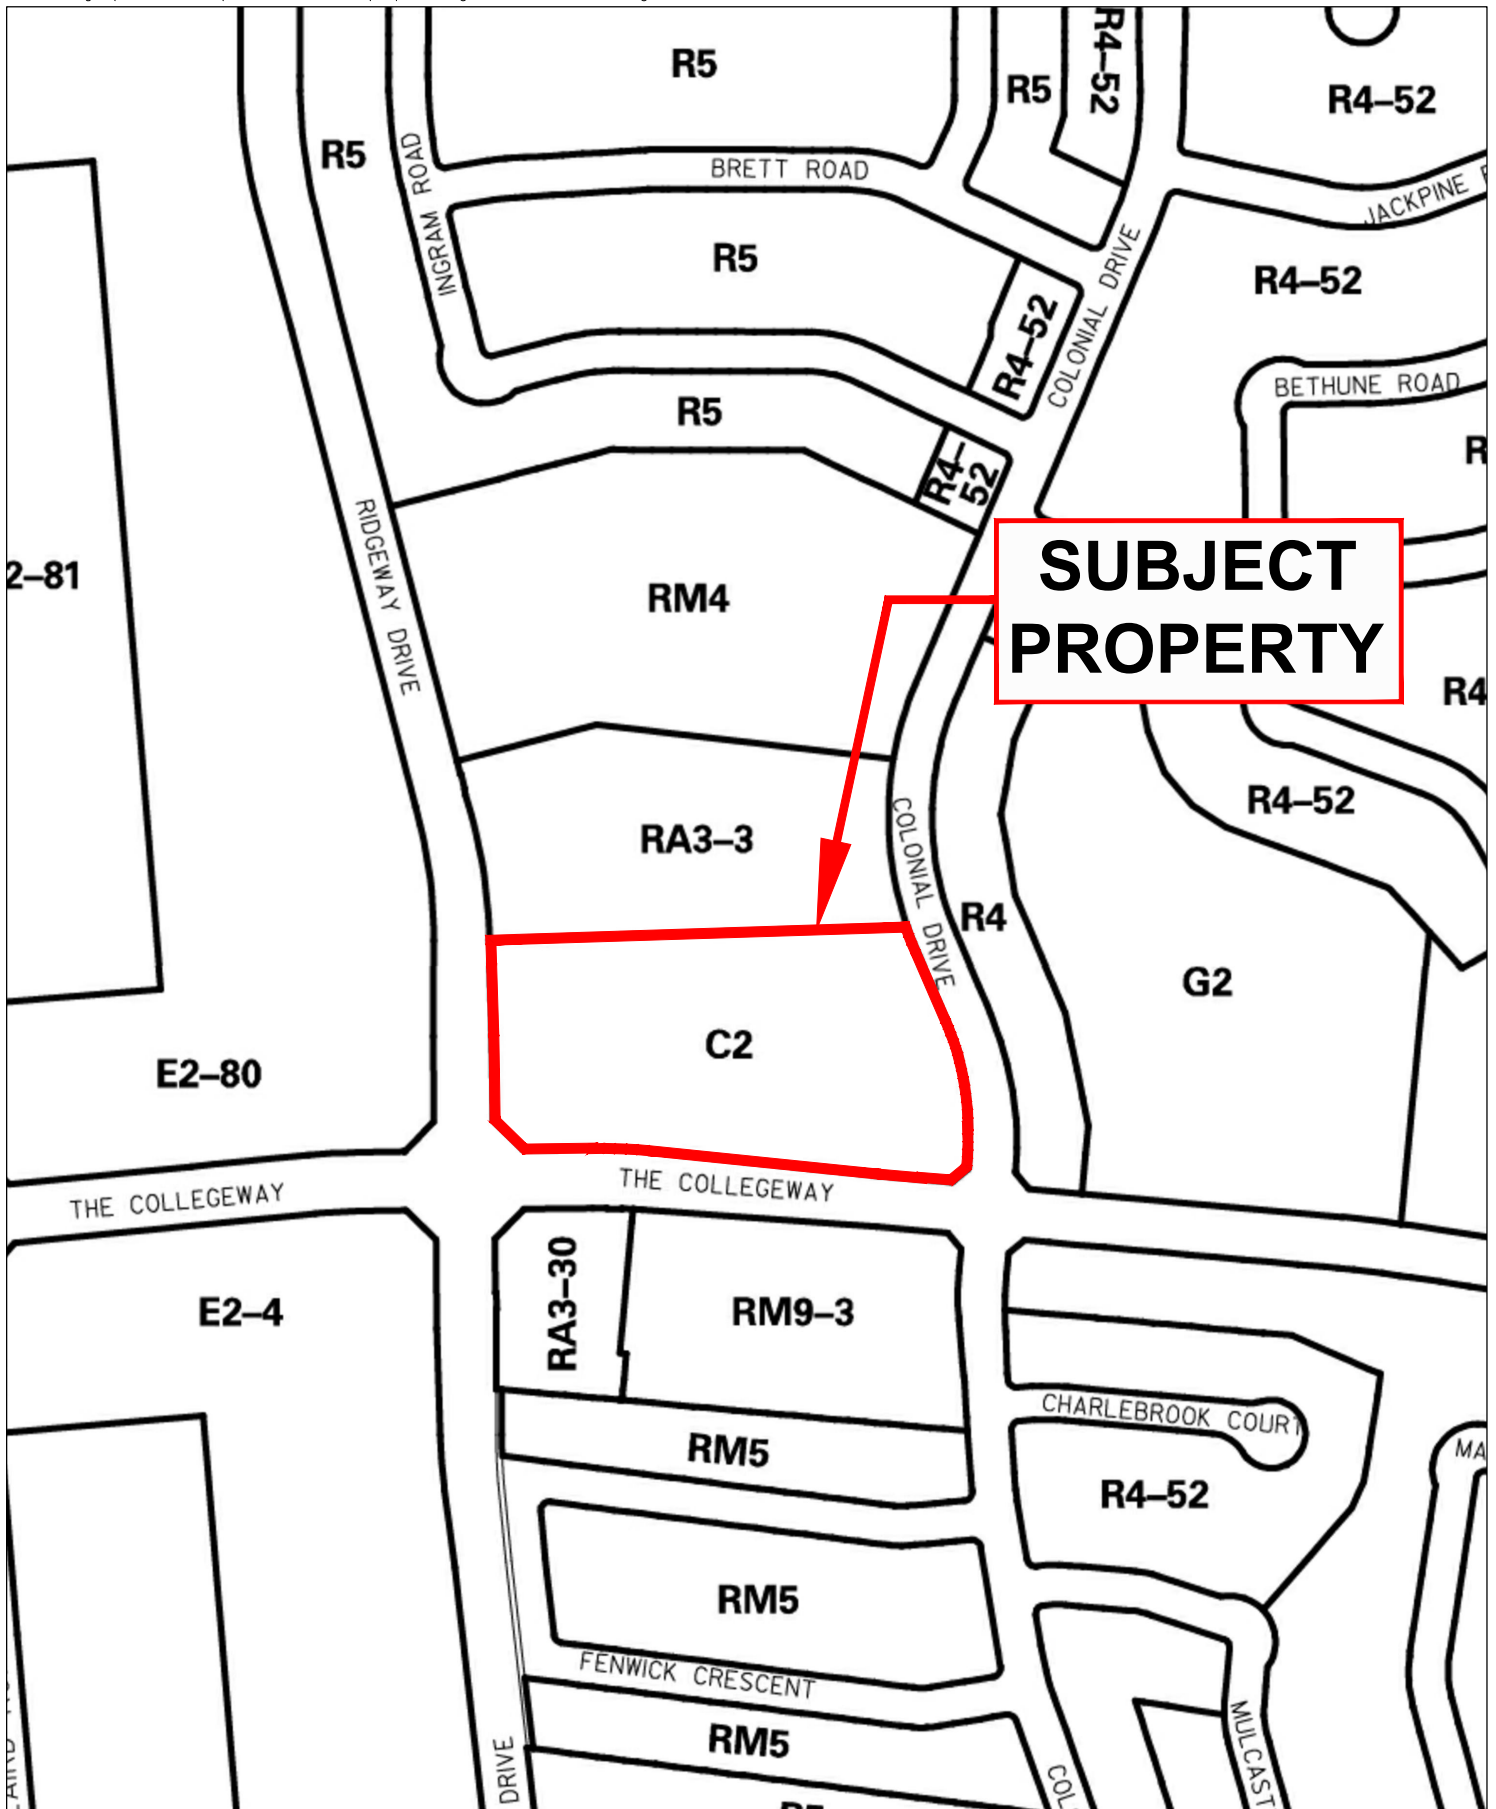 R5
R5
R4–52
R4–52
R5
INGRAM ROAD
BRETT ROAD
JACKPINE
R5
COLONIAL DRIVE
R4–52
R4–52
BETHUNE ROAD
R5
R4–
52
RIDGEWAY DRIVE
2–81
RM4
SUBJECT
PROPERTY
R4
R4–52
RA3–3
COLONIAL DRIVE
R4
G2
C2
E2–80
THE COLLEGEWAY
THE COLLEGEWAY
E2–4
RA3–30
RM9–3
CHARLEBROOK COURT
RM5
MA
R4–52
RM5
FENWICK CRESCENT
RM5
DRIVE
COL
MULCAST